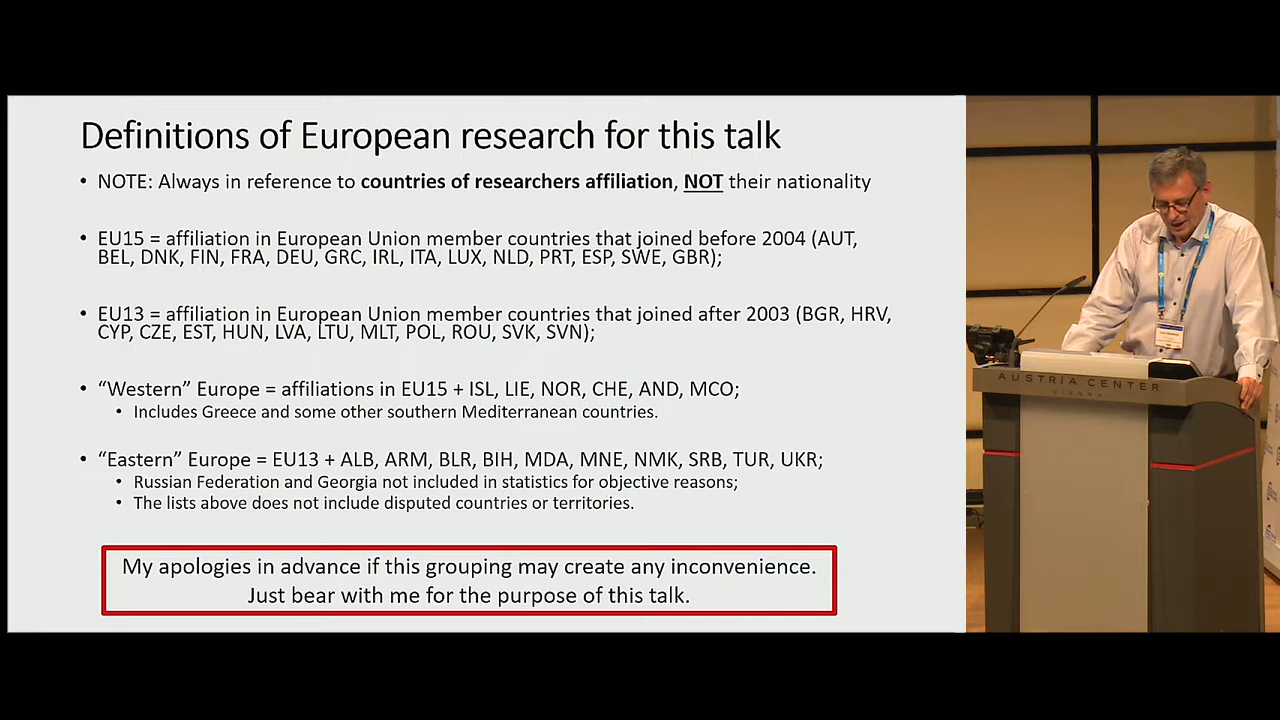 Definitions of European research for this talk
• NOTE: Always in reference to countries of researchers affiliation, NOT their nationality
• EU15 = affiliation in European Union member countries that joined before 2004 (AUT,
BEL, DNK, FIN, FRA, DEU, GRC, IRL, ITA, LUX, NLD, PRT, ESP, SWE, GBR);
• EU13 = affiliation in European Union member countries that joined after 2003 (BGR, HRV,
CYP, CZE, EST, HUN, LVA, LTU, MLT, POL, ROU, SVK, SVN);
• “Western” Europe = affiliations in EU15 + ISL, LIE, NOR, CHE, AND, MCO;
• Includes Greece and some other southern Mediterranean countries.
• “Eastern” Europe = EU13 + ALB, ARM, BLR, BIH, MDA, MNE, NMK, SRB, TUR, UKR;
• Russian Federation and Georgia not included in statistics for objective reasons;
• The lists above does not include disputed countries or territories.
My apologies in advance if this grouping may create any inconvenience.
Just bear with me for the purpose of this talk.
AUSTRIA CENTER
VIENNA